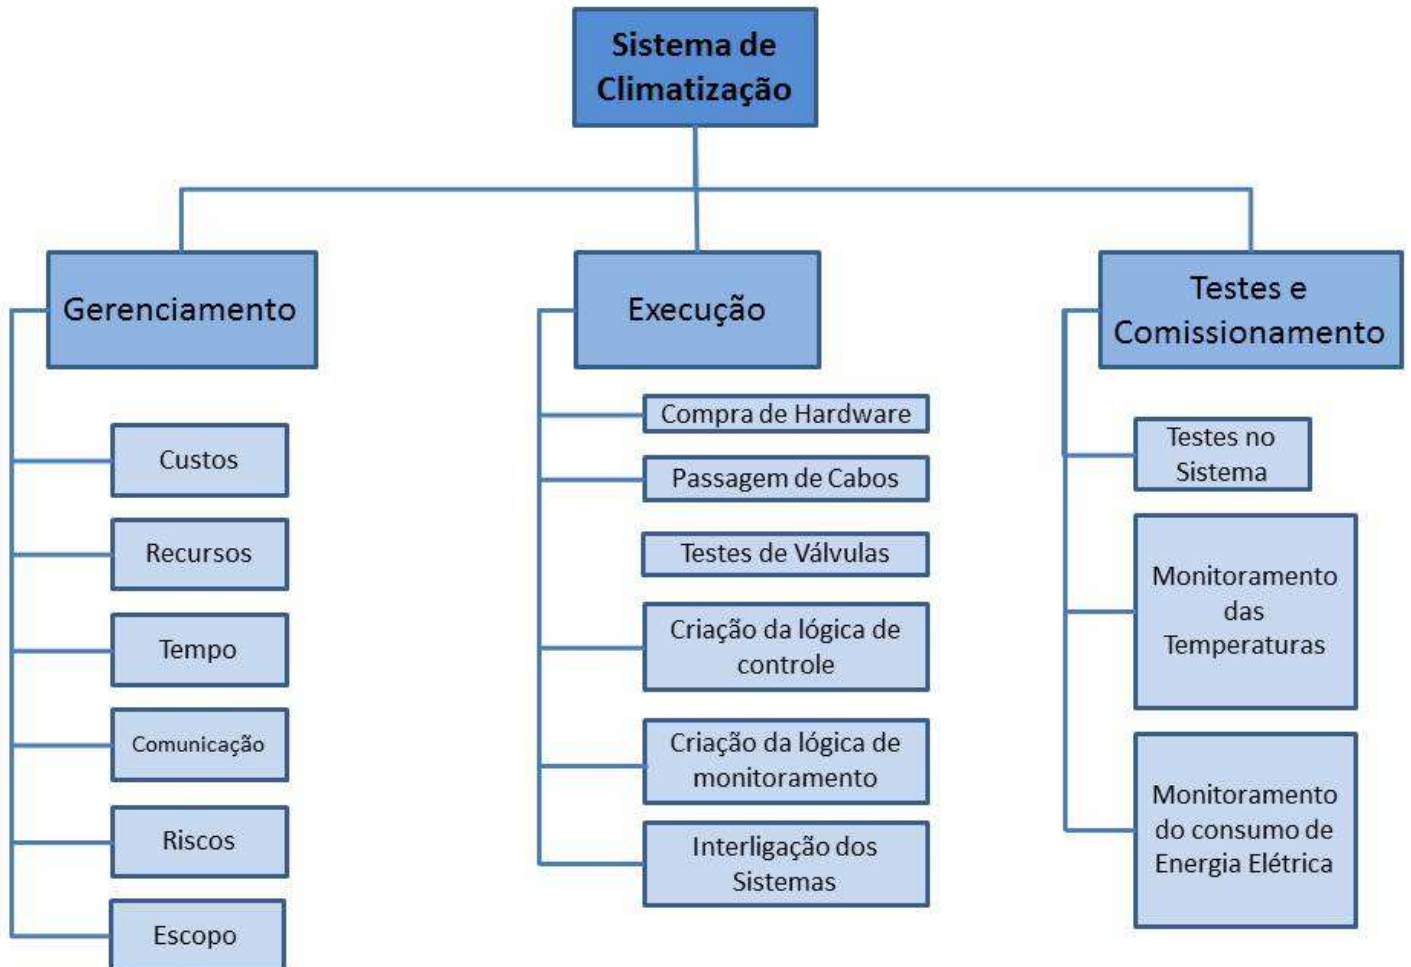 Sistema de
Climatização
Gerenciamento
Custos
Recursos
Tempo
Comunicação
Riscos
Escopo
Execução
Compra de Hardware
Passagem de Cabos
Testes de Válvulas
Criação da lógica de
controle
Criação da lógica de
monitoramento
Interligação dos
Sistemas
Testes e
Comissionamento
Testes no
Sistema
Monitoramento
das
Temperaturas
Monitoramento
do consumo de
Energia Elétrica